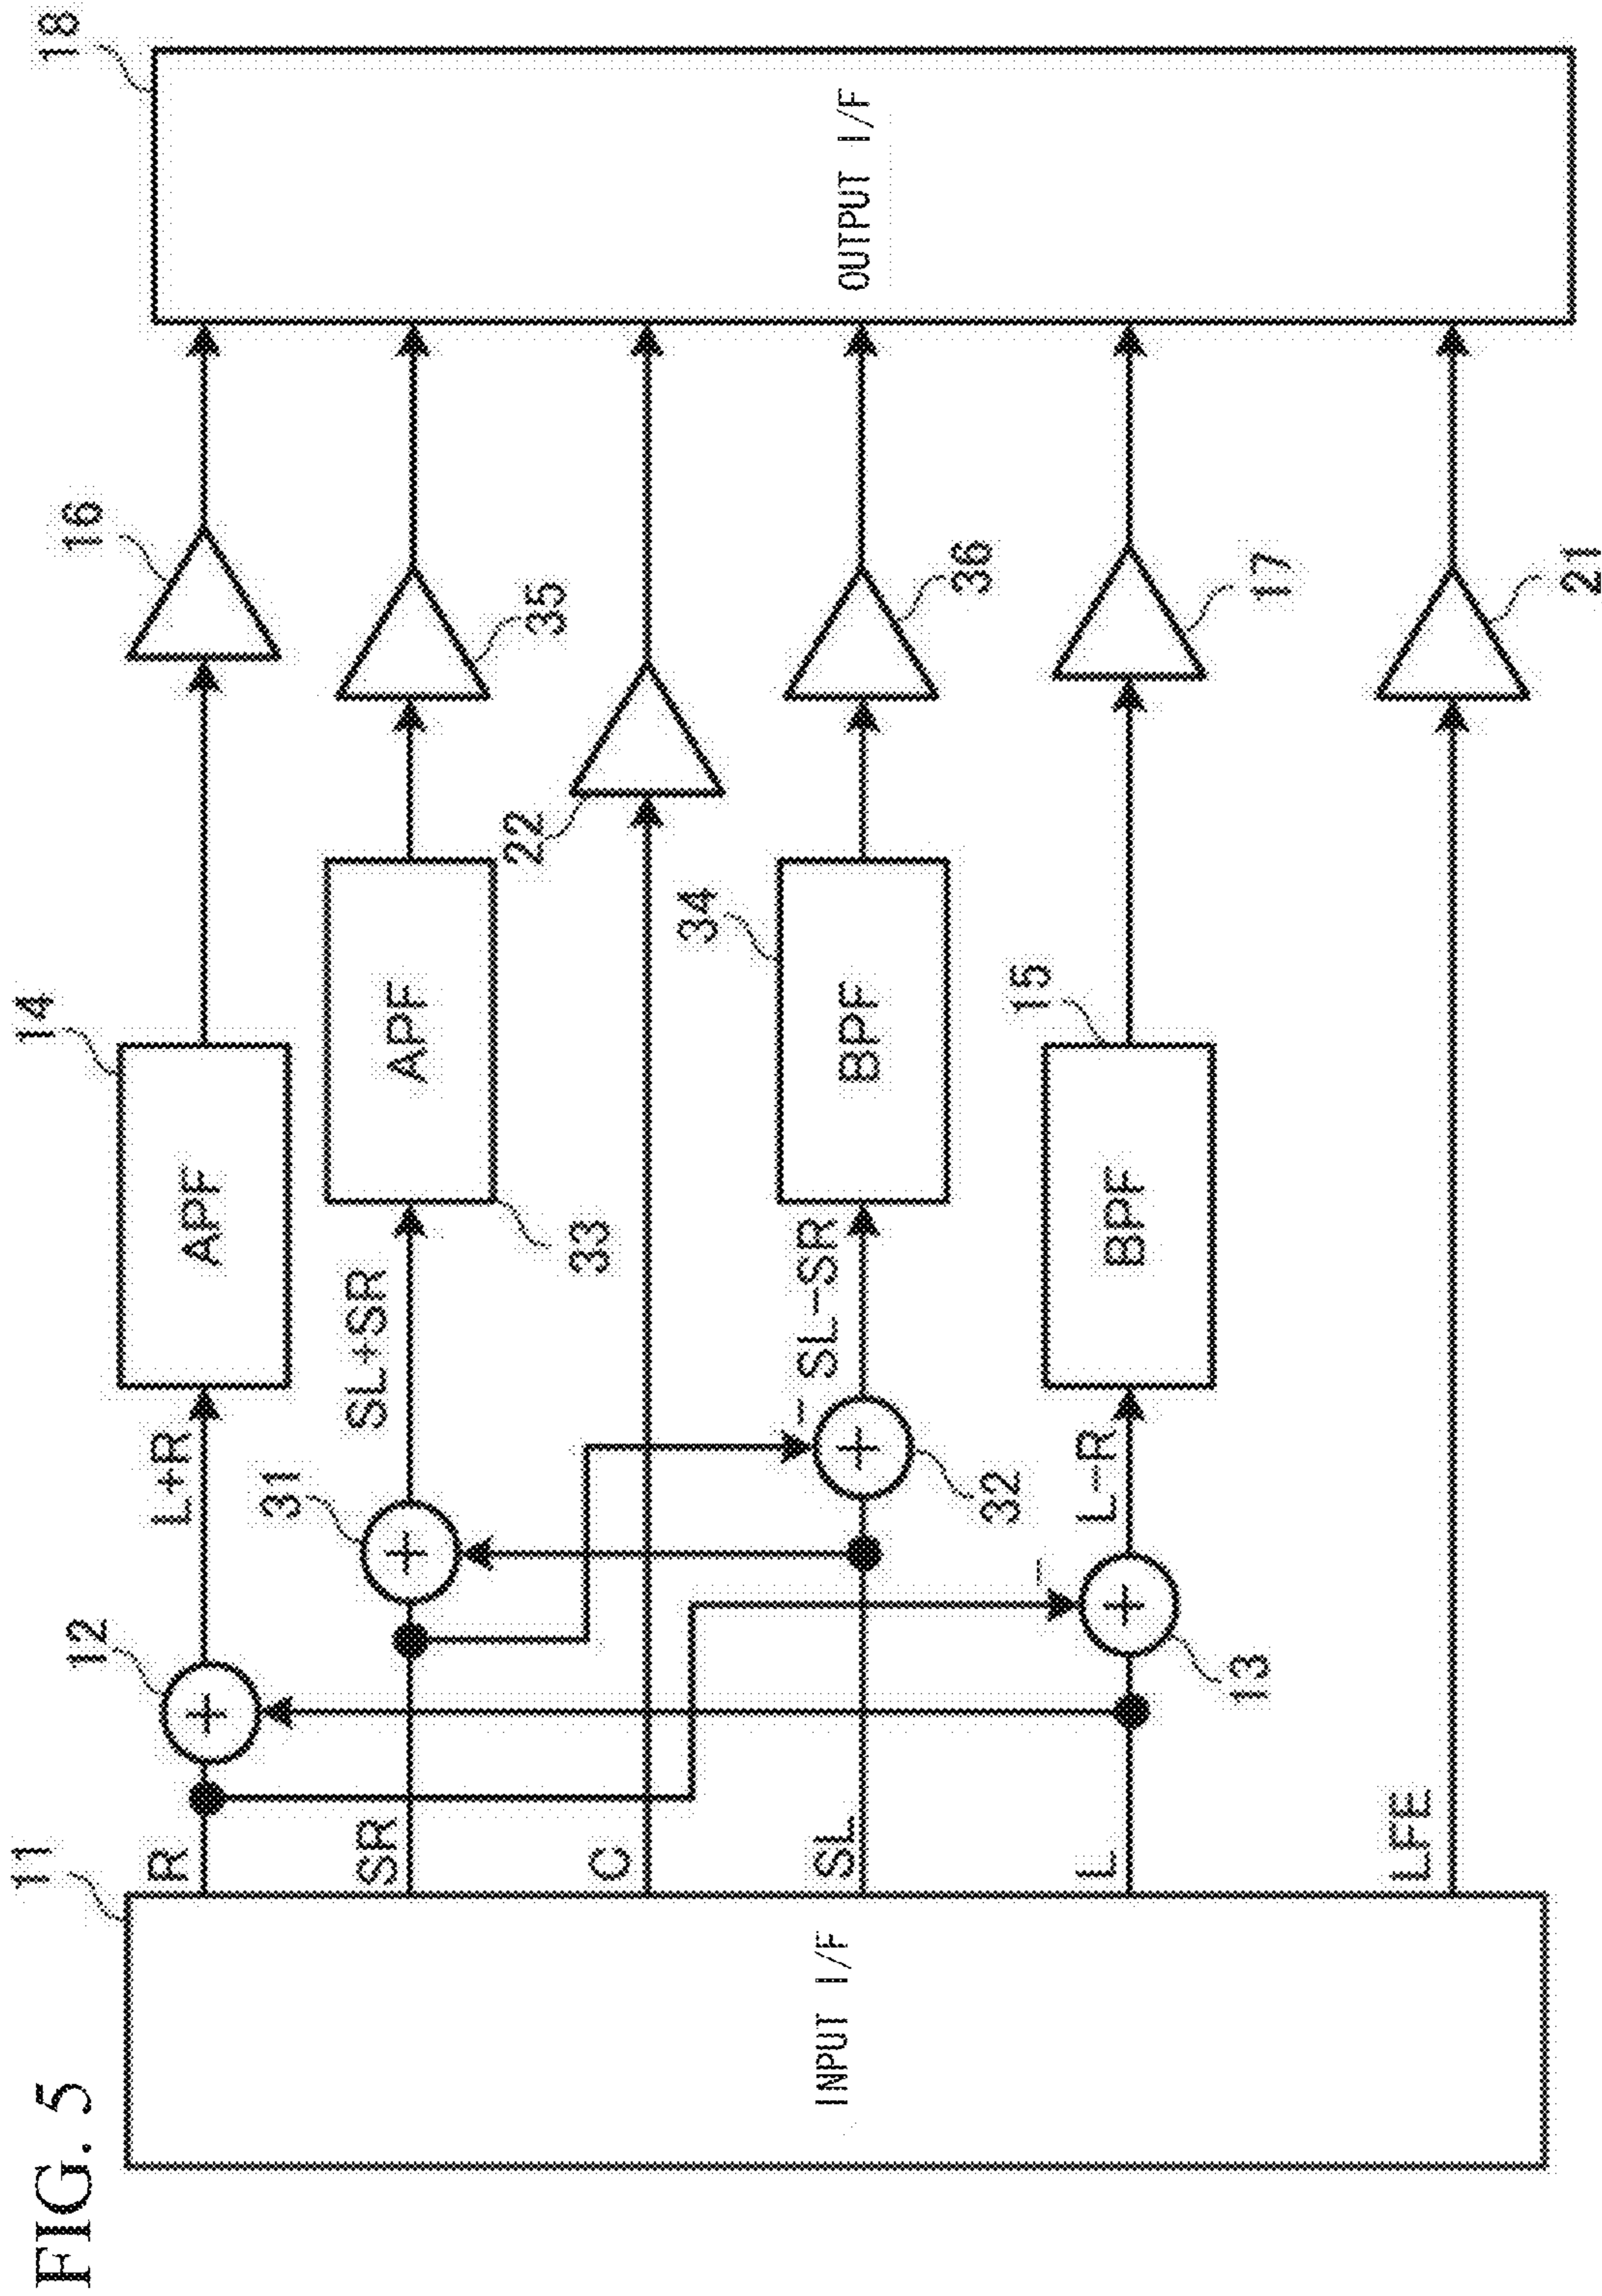 FIG. 5
11
INPUT I/F
R
SR
C
SL
L
LFE
12
L+R
14
APF
16
31
SL+SR
33
APF
35
22
32
-
SL-SR
34
BPF
36
13
-
L-R
15
BPF
17
21
18
OUTPUT I/F